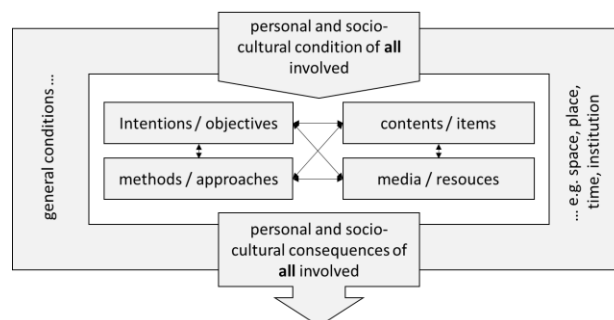 personal and socio-
cultural condition of all
involved
general conditions ...
Intentions / objectives
contents / items
methods / approaches
media / resouces
... e.g. space, place,
time, institution
personal and socio-
cultural consequences of
all involved